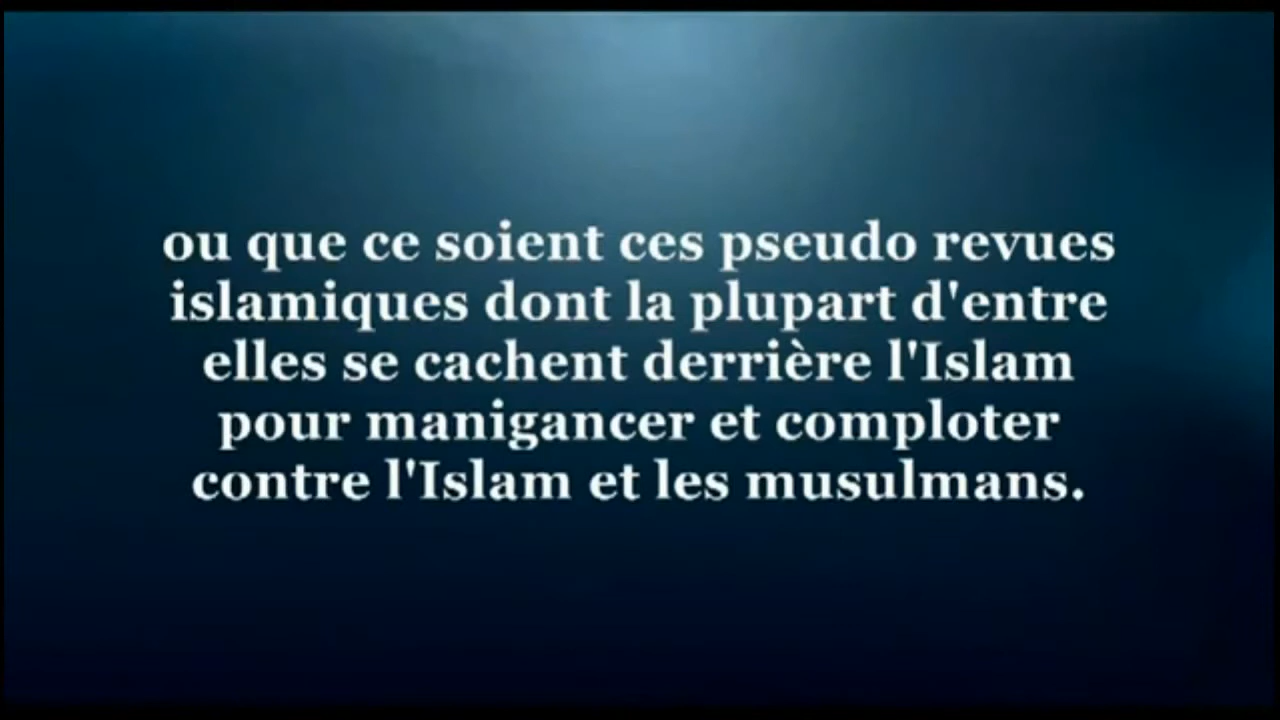 ou que ce soient ces pseudo revues
islamiques dont la plupart d'entre
elles se cachent derrière l'Islam
pour manigancer et comploter
contre l'Islam et les musulmans.